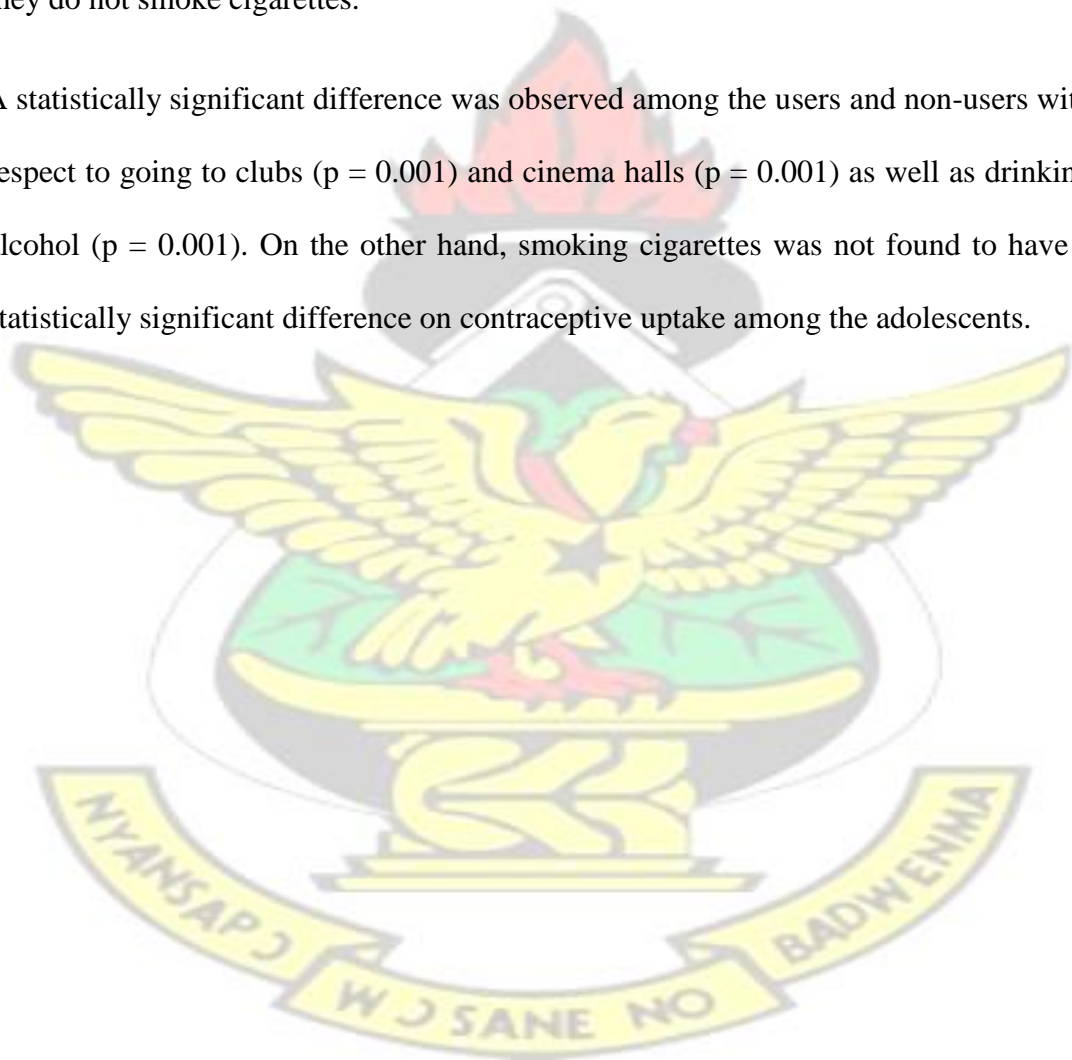 they do not smoke cigarettes.
A statistically significant difference was observed among the users and non-users with
respect to going to clubs (p = 0.001) and cinema halls (p = 0.001) as well as drinking
alcohol (p = 0.001). On the other hand, smoking cigarettes was not found to have
statistically significant difference on contraceptive uptake among the adolescents.
NYANSAPƆ
WƆ SANE NO
BADWENMA